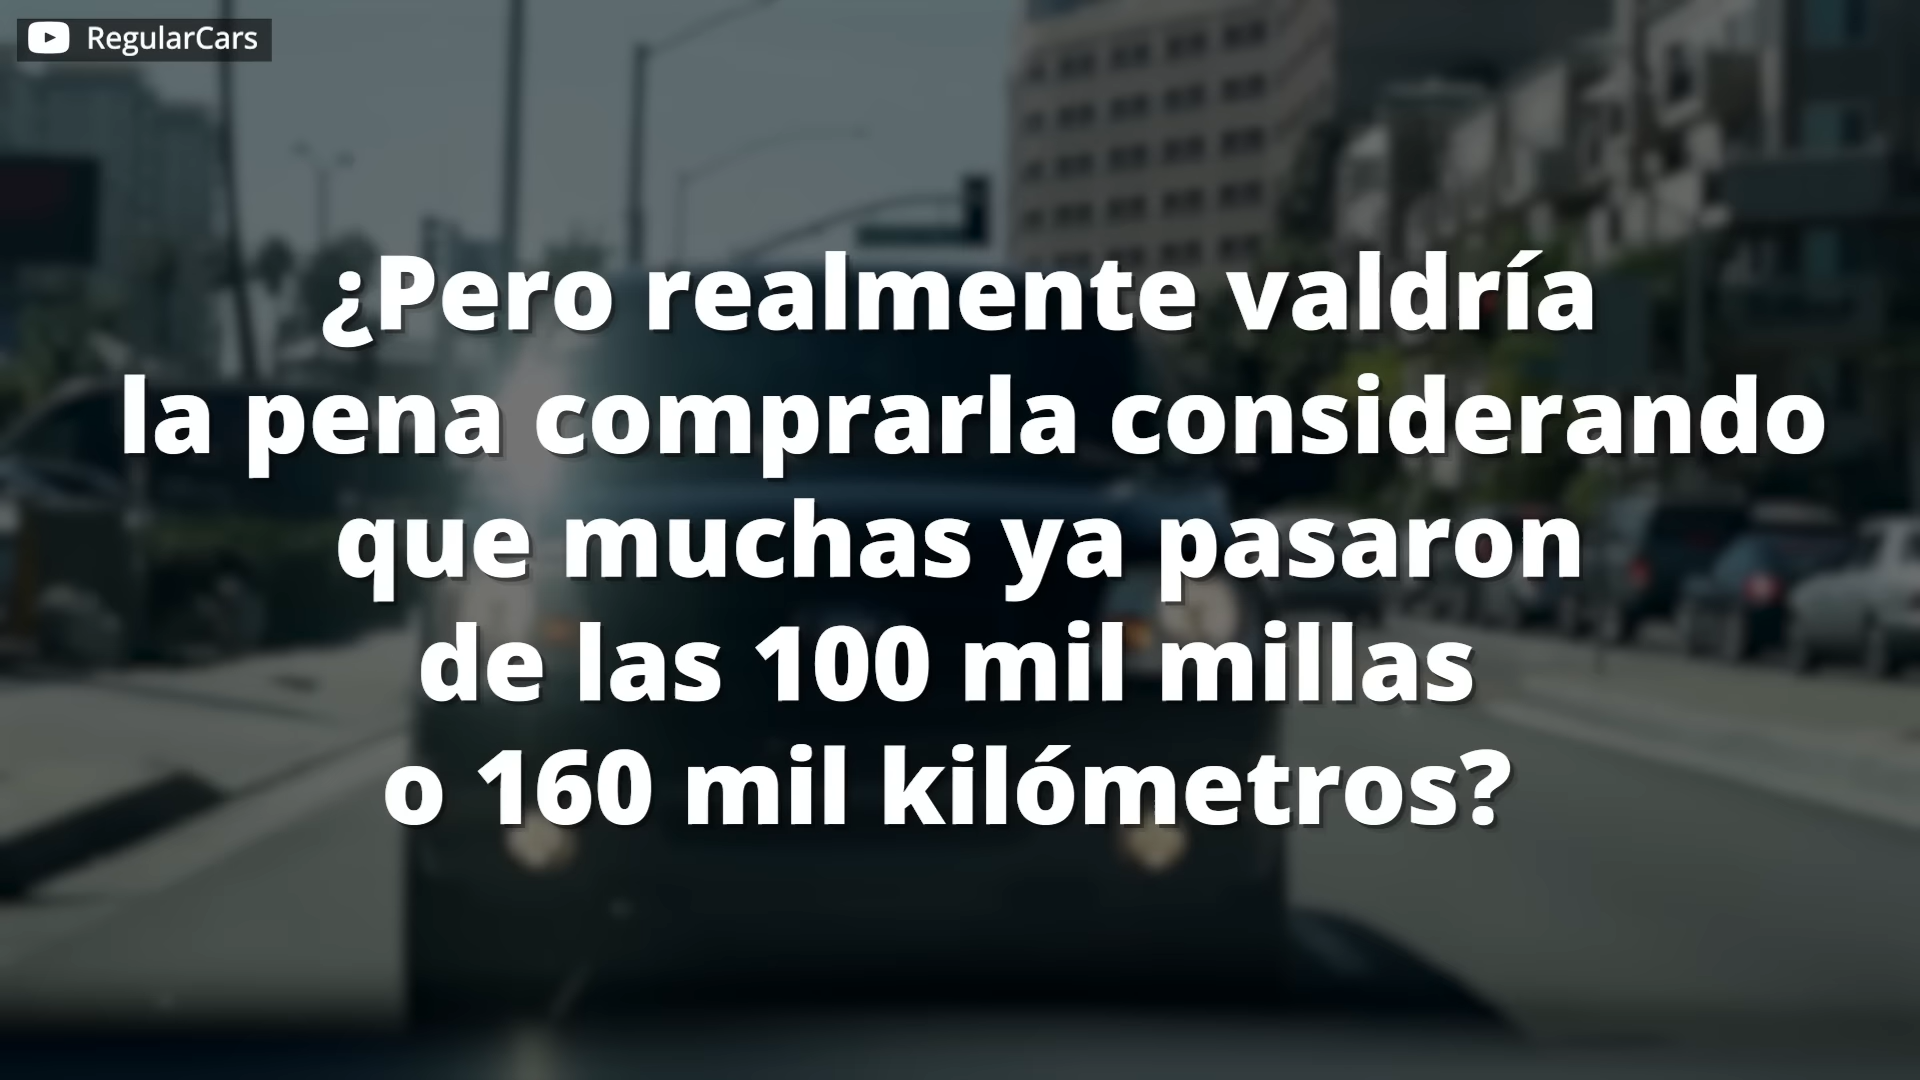 RegularCars
¿Pero realmente valdría
la pena comprarla considerando
que muchas ya pasaron
de las 100 mil millas
o 160 mil kilómetros?